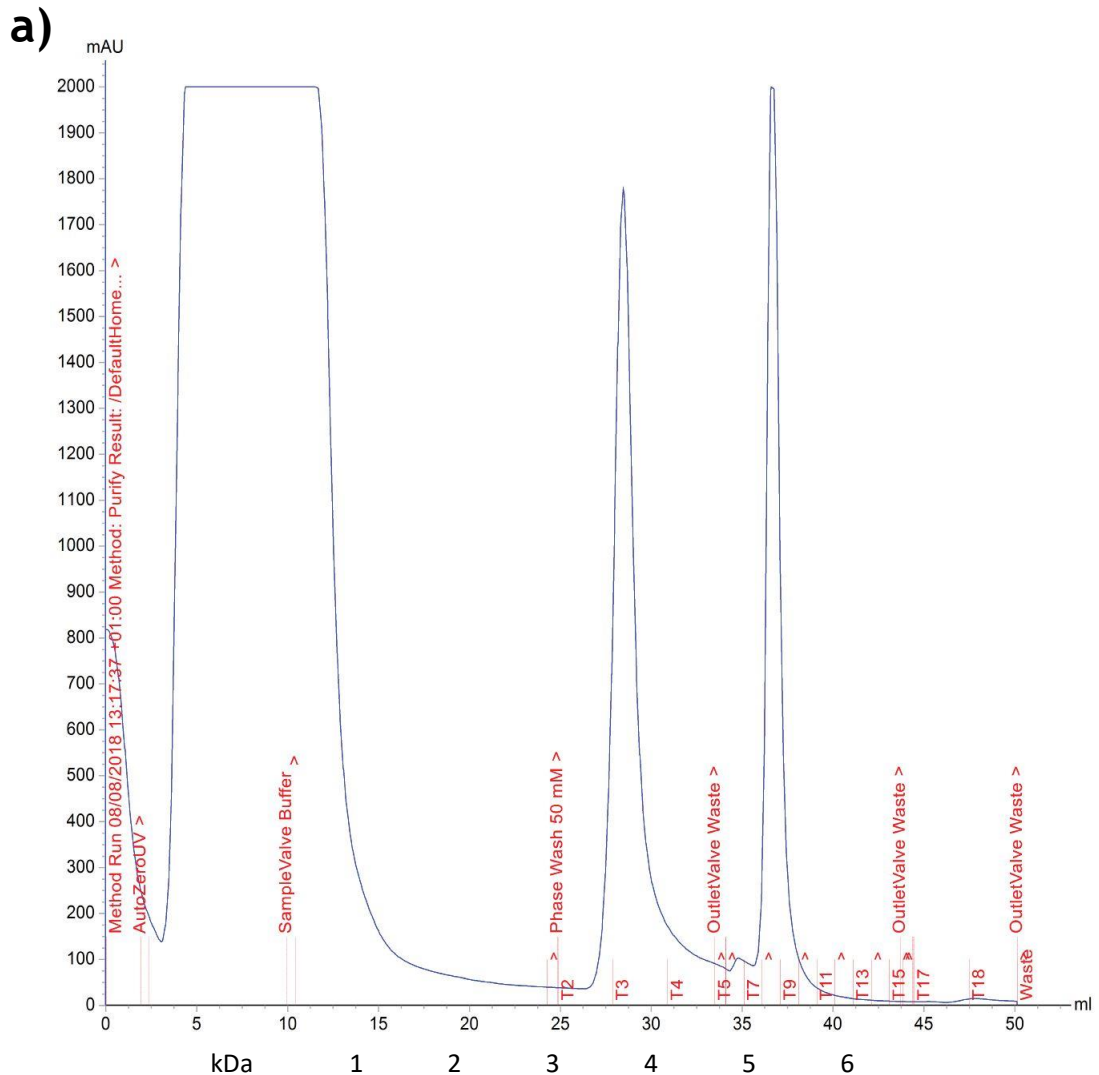 a)
mAU
2000
1900
1800
1700
1600
1500
1400
1300
1200
1100
1000
900
800
700
600
500
400
300
200
100
0
Method Run 08/08/2018 13:17:37 +01:00 Method: Purify Result: /DefaultHome... >
AutoZeroUV >
SampleValve Buffer >
>
Phase Wash 50 mM >
>
T2
T3
T4
OutletValve Waste >
T5
>
>
T7
>
T9
>
T11
>
T13
>
T15
OutletValve Waste >
>
>
T17
T18
OutletValve Waste >
Waste
>
0 5 10 15 20 25 30 35 40 45 50 ml
kDa 1 2 3 4 5 6